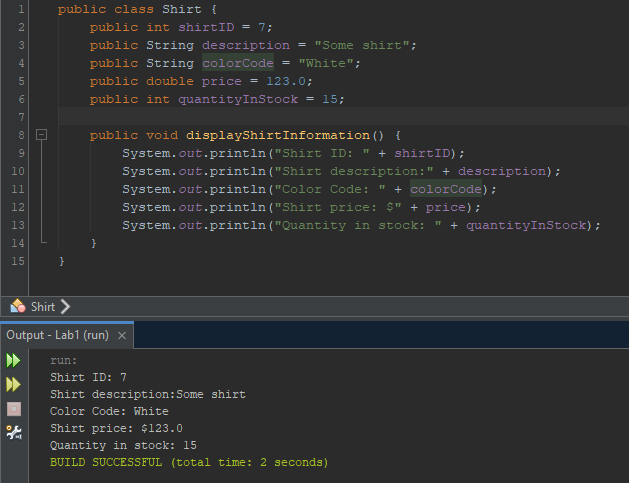 1 public class Shirt {
2 public int shirtID = 7;
3 public String description = "Some shirt";
4 public String colorCode = "White";
5 public double price = 123.0;
6 public int quantityInStock = 15;
7
8 public void displayShirtInformation() {
9 System.out.println("Shirt ID: " + shirtID);
10 System.out.println("Shirt description:" + description);
11 System.out.println("Color Code: " + colorCode);
12 System.out.println("Shirt price: $" + price);
13 System.out.println("Quantity in stock: " + quantityInStock);
14 }
15 }
Shirt
Output - Lab1 (run) ×
run:
Shirt ID: 7
Shirt description:Some shirt
Color Code: White
Shirt price: $123.0
Quantity in stock: 15
BUILD SUCCESSFUL (total time: 2 seconds)